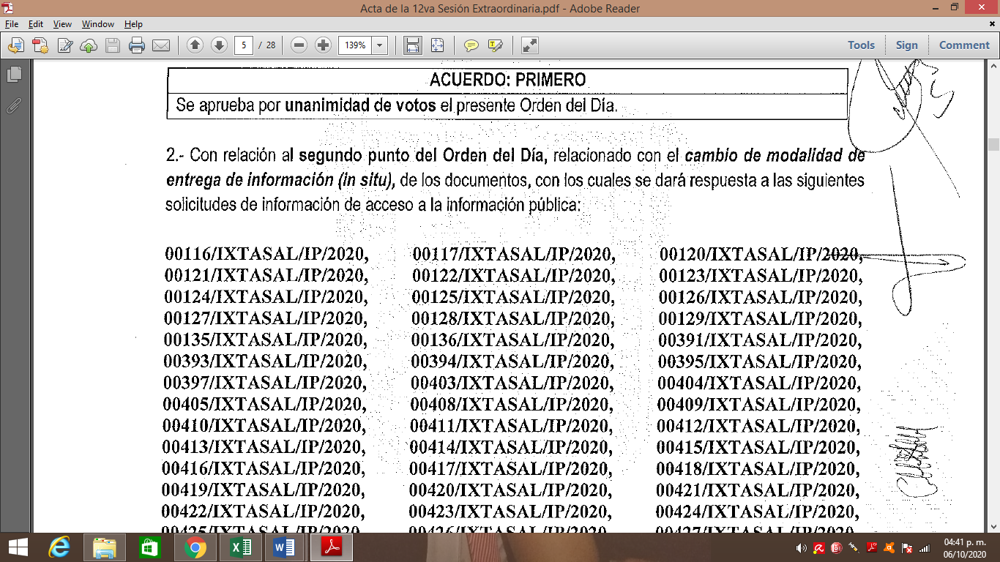 Acta de la 12va Sesión Extraordinaria.pdf - Adobe Reader
File Edit View Window Help
5 / 28 139% Tools Sign Comment
ACUERDO: PRIMERO
Se aprueba por unanimidad de votos el presente Orden del Día.
2.- Con relación al segundo punto del Orden del Día, relacionado con el cambio de modalidad de
entrega de información (in situ), de los documentos, con los cuales se dará respuesta a las siguientes
solicitudes de información de acceso a la información pública:
00116/IXTASAL/IP/2020, 00117/IXTASAL/IP/2020, 00120/IXTASAL/IP/2020,
00121/IXTASAL/IP/2020, 00122/IXTASAL/IP/2020, 00123/IXTASAL/IP/2020,
00124/IXTASAL/IP/2020, 00125/IXTASAL/IP/2020, 00126/IXTASAL/IP/2020,
00127/IXTASAL/IP/2020, 00128/IXTASAL/IP/2020, 00129/IXTASAL/IP/2020,
00135/IXTASAL/IP/2020, 00136/IXTASAL/IP/2020, 00391/IXTASAL/IP/2020,
00393/IXTASAL/IP/2020, 00394/IXTASAL/IP/2020, 00395/IXTASAL/IP/2020,
00397/IXTASAL/IP/2020, 00403/IXTASAL/IP/2020, 00404/IXTASAL/IP/2020,
00405/IXTASAL/IP/2020, 00408/IXTASAL/IP/2020, 00409/IXTASAL/IP/2020,
00410/IXTASAL/IP/2020, 00411/IXTASAL/IP/2020, 00412/IXTASAL/IP/2020,
00413/IXTASAL/IP/2020, 00414/IXTASAL/IP/2020, 00415/IXTASAL/IP/2020,
00416/IXTASAL/IP/2020, 00417/IXTASAL/IP/2020, 00418/IXTASAL/IP/2020,
00419/IXTASAL/IP/2020, 00420/IXTASAL/IP/2020, 00421/IXTASAL/IP/2020,
00422/IXTASAL/IP/2020, 00423/IXTASAL/IP/2020, 00424/IXTASAL/IP/2020,
00425/IXTASAL/IP/2020, 00426/IXTASAL/IP/2020, 00427/IXTASAL/IP/2020,
04:41 p. m.
06/10/2020